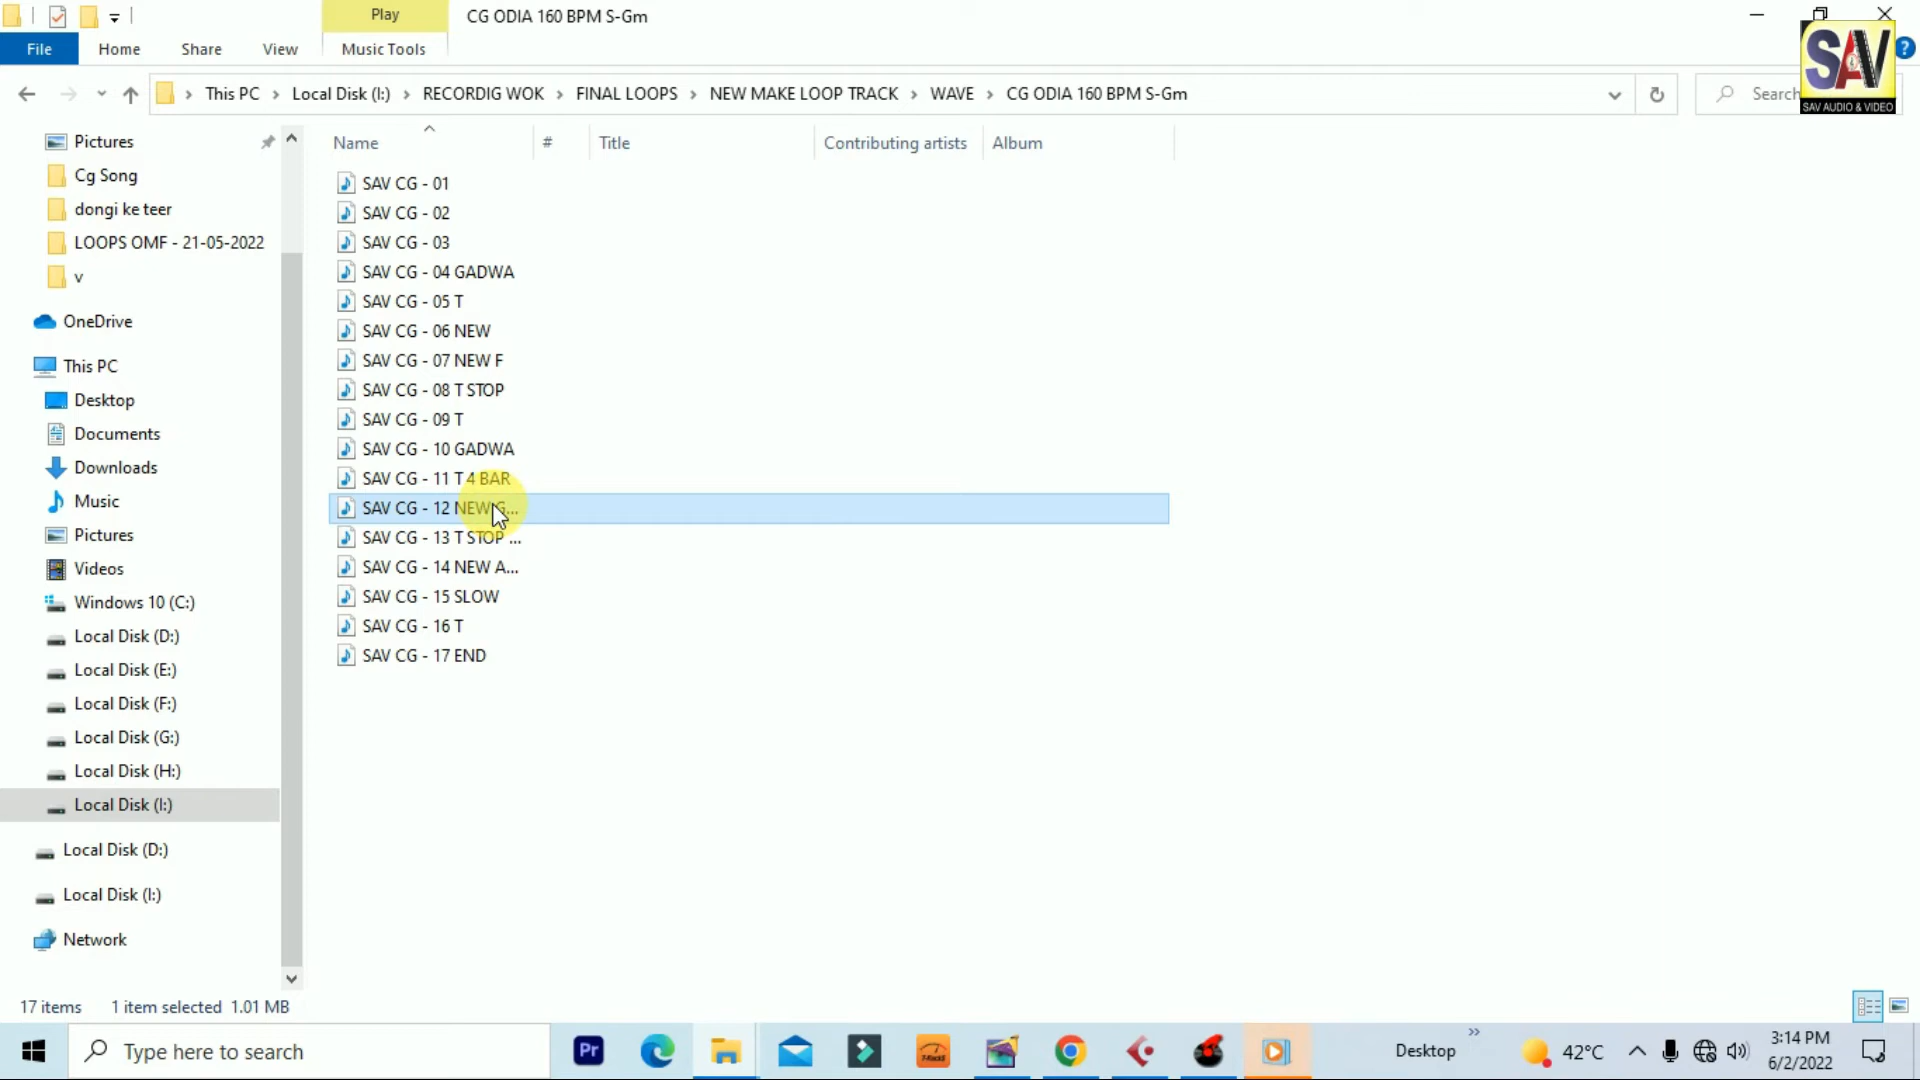 Play
CG ODIA 160 BPM S-Gm
File
Home
Share
View
Music Tools
This PC
Local Disk (I:)
RECORDIG WOK
FINAL LOOPS
NEW MAKE LOOP TRACK
WAVE
CG ODIA 160 BPM S-Gm
Search
SAV
SAV AUDIO & VIDEO
Pictures
Cg Song
dongi ke teer
LOOPS OMF - 21-05-2022
v
OneDrive
This PC
Desktop
Documents
Downloads
Music
Pictures
Videos
Windows 10 (C:)
Local Disk (D:)
Local Disk (E:)
Local Disk (F:)
Local Disk (G:)
Local Disk (H:)
Local Disk (I:)
Local Disk (D:)
Local Disk (I:)
Network
Name
#
Title
Contributing artists
Album
SAV CG - 01
SAV CG - 02
SAV CG - 03
SAV CG - 04 GADWA
SAV CG - 05 T
SAV CG - 06 NEW
SAV CG - 07 NEW F
SAV CG - 08 T STOP
SAV CG - 09 T
SAV CG - 10 GADWA
SAV CG - 11 T 4 BAR
SAV CG - 12 NEW G...
SAV CG - 13 T STOP ...
SAV CG - 14 NEW A...
SAV CG - 15 SLOW
SAV CG - 16 T
SAV CG - 17 END
17 items
1 item selected 1.01 MB
Type here to search
Pr
Desktop
42°C
3:14 PM
6/2/2022